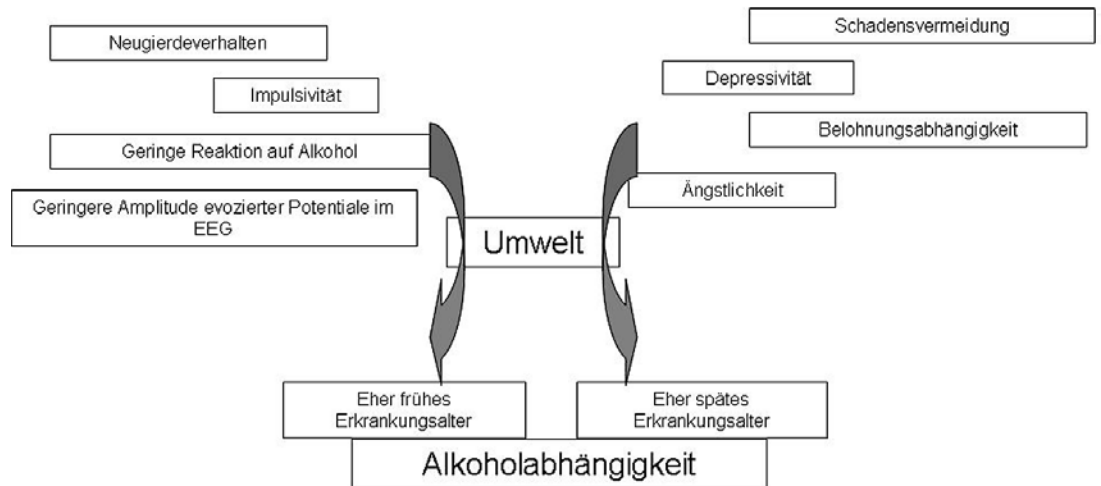 Neugierdeverhalten
Impulsivität
Geringe Reaktion auf Alkohol
Geringere Amplitude evozierter Potentiale im
EEG
Schadensvermeidung
Depressivität
Belohnungsabhängigkeit
Ängstlichkeit
Umwelt
Eher frühes
Erkrankungsalter
Eher spätes
Erkrankungsalter
Alkoholabhängigkeit